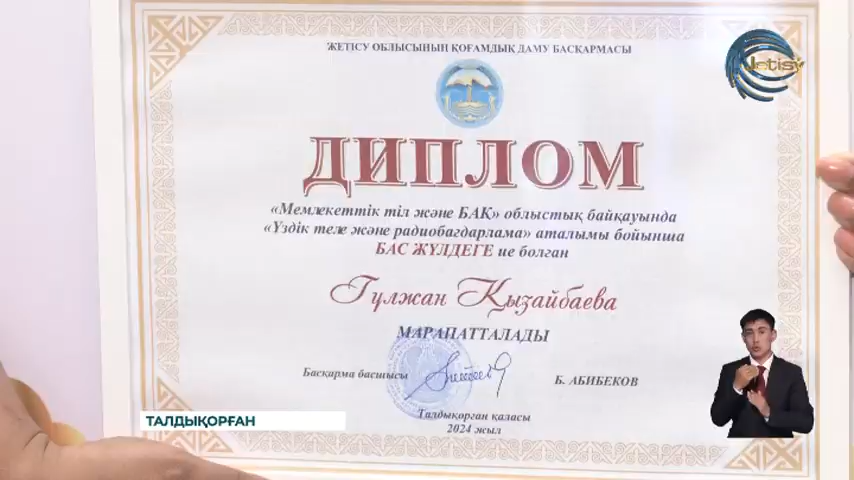 ЖЕТІСУ ОБЛЫСЫНЫҢ ҚОҒАМДЫҚ ДАМУ БАСҚАРМАСЫ
Jetisý
ДИПЛОМ
«Мемлекеттік тіл және БАҚ» облыстық байқауында
«Үздік теле және радиобағдарлама» аталымы бойынша
БАС ЖҮЛДЕГЕ ие болған
Гүлжан Қызайбаева
МАРАПАТТАЛАДЫ
Басқарма басшысы Б. АБИБЕКОВ
Талдықорған қаласы
2024 жыл
ТАЛДЫҚОРҒАН